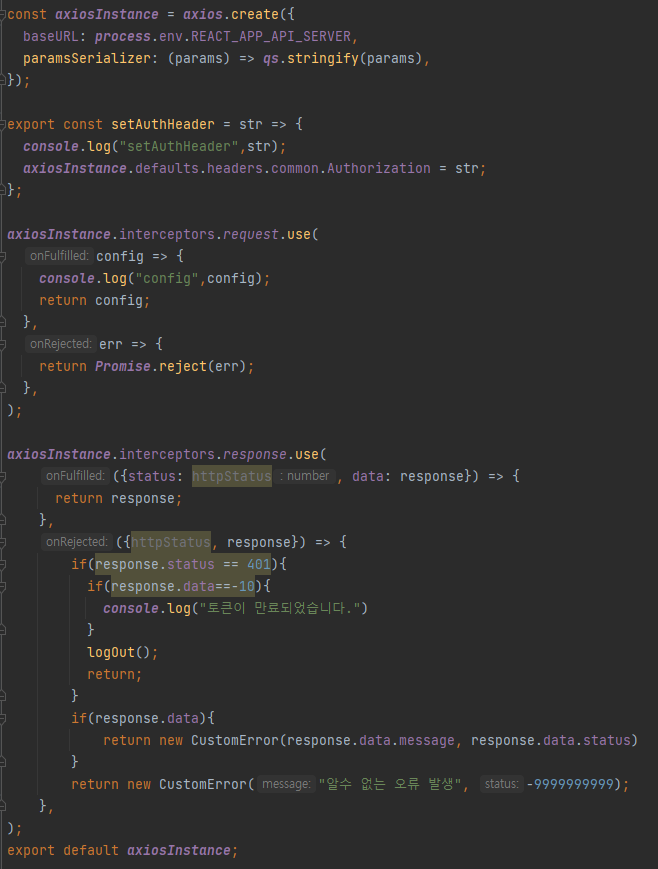 const axiosInstance = axios.create({
  baseURL: process.env.REACT_APP_API_SERVER,
  paramsSerializer: (params) => qs.stringify(params),
});

export const setAuthHeader = str => {
  console.log("setAuthHeader",str);
  axiosInstance.defaults.headers.common.Authorization = str;
};

axiosInstance.interceptors.request.use(
  onFulfilled: config => {
    console.log("config",config);
    return config;
  },
  onRejected: err => {
    return Promise.reject(err);
  },
);

axiosInstance.interceptors.response.use(
    onFulfilled: ({status: httpStatus : number , data: response}) => {
      return response;
    },
    onRejected: ({httpStatus, response}) => {
        if(response.status == 401){
          if(response.data==-10){
            console.log("토큰이 만료되었습니다.")
          }
          logOut();
          return;
        }
        if(response.data){
            return new CustomError(response.data.message, response.data.status)
        }
        return new CustomError( message: "알수 없는 오류 발생", status: -9999999999);
    },
);
export default axiosInstance;